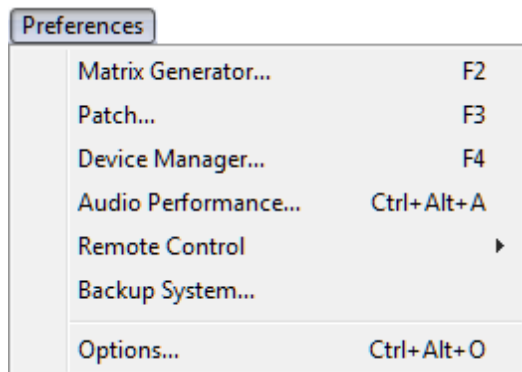 Preferences
Matrix Generator... F2
Patch... F3
Device Manager... F4
Audio Performance... Ctrl+Alt+A
Remote Control
Backup System...
Options... Ctrl+Alt+O